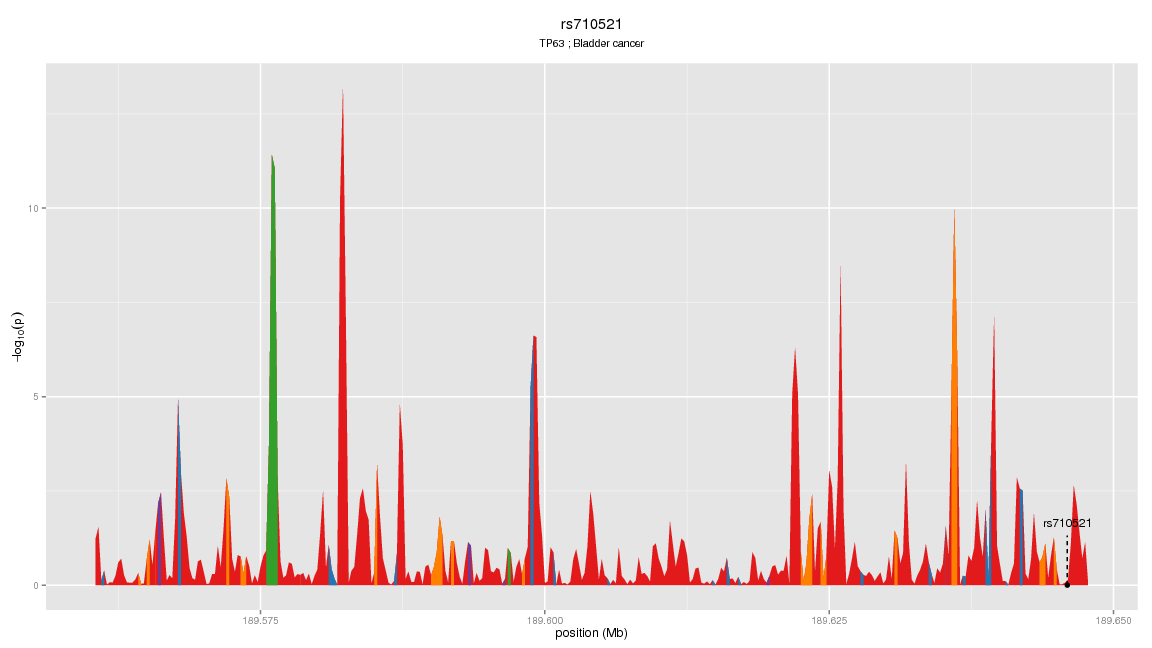 rs710521
TP63 ; Bladder cancer
−log10(p)
10
5
0
rs710521
189.575
189.600
189.625
189.650
position (Mb)